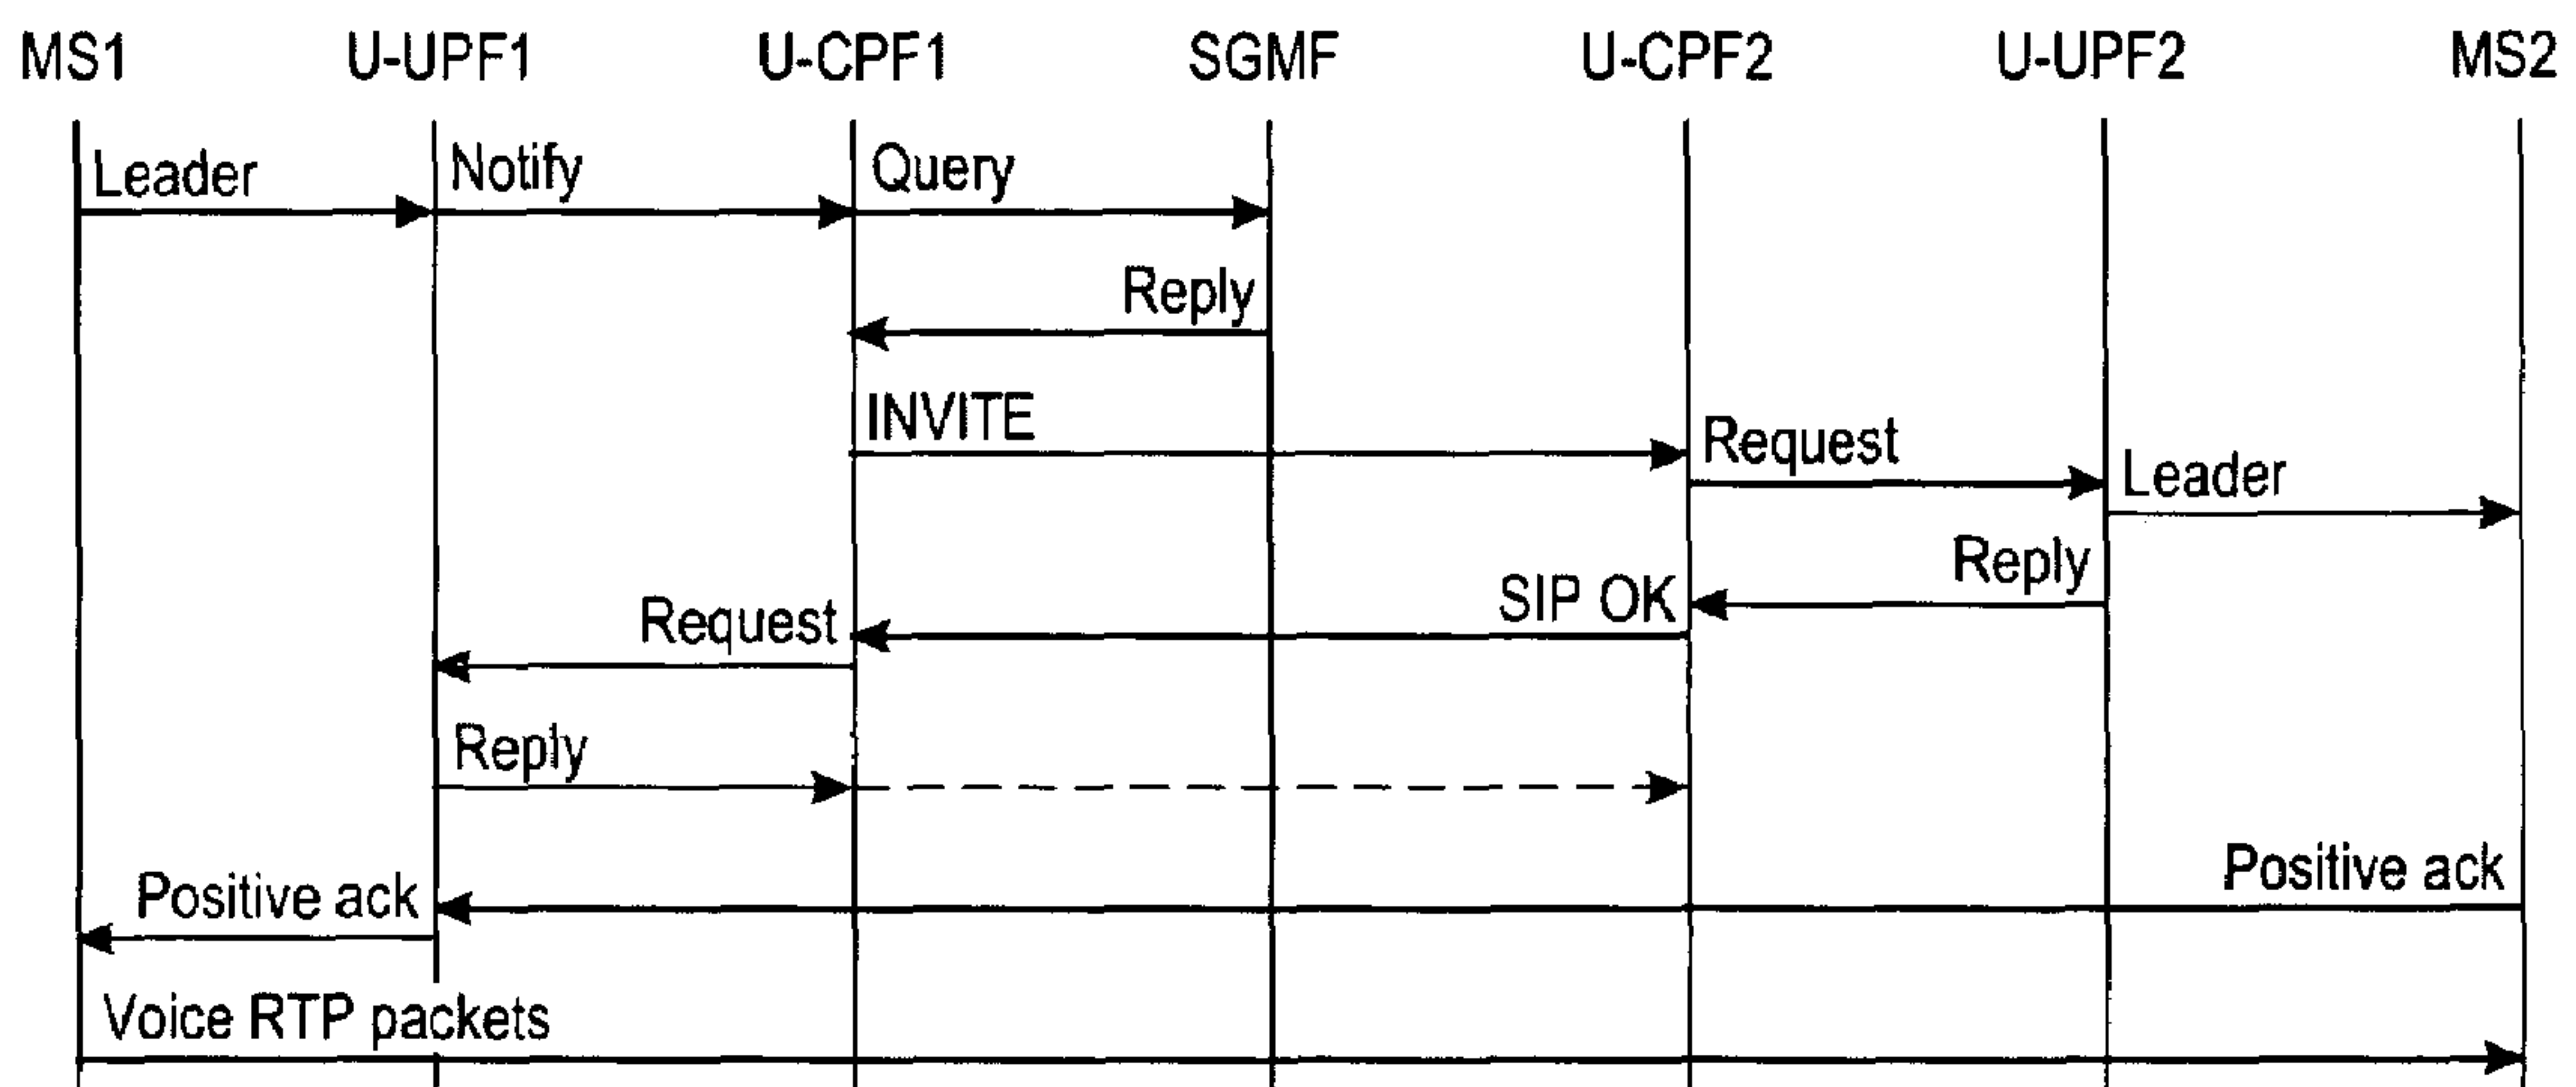 MS1 U-UPF1 U-CPF1 SGMF U-CPF2 U-UPF2 MS2
Leader Notify Query
Reply
INVITE Request Leader
Reply
SIP OK
Request
Reply
Positive ack
Positive ack
Voice RTP packets